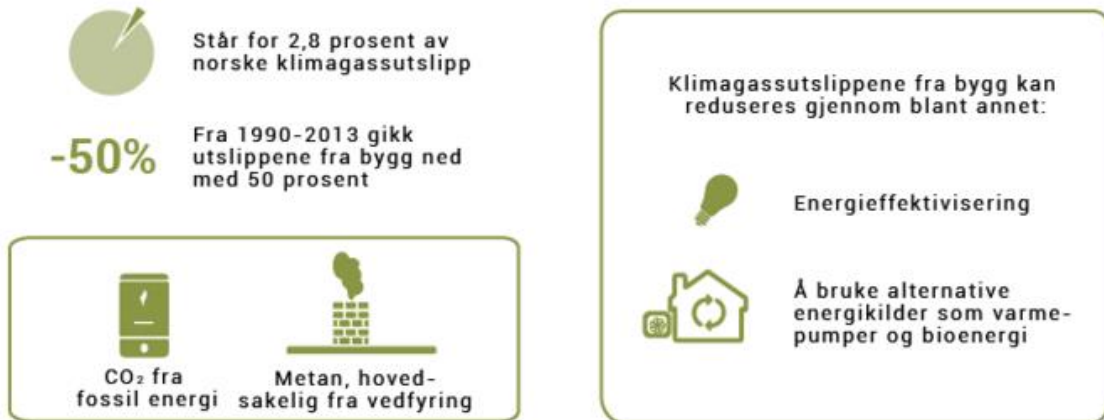 Står for 2,8 prosent av
norske klimagassutslipp
-50%
Fra 1990-2013 gikk
utslippene fra bygg ned
med 50 prosent
CO₂ fra
fossil energi
Metan, hoved-
sakelig fra vedfyring
Klimagassutslippene fra bygg kan
reduseres gjennom blant annet:
Energieffektivisering
Å bruke alternative
energikilder som varme-
pumper og bioenergi